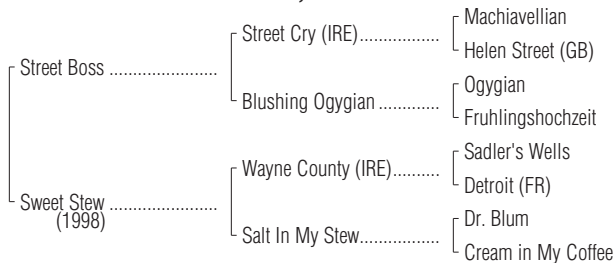 Machiavellian
Street Cry (IRE)..................
Helen Street (GB)
Street Boss ........................
Ogygian
Blushing Ogygian .............
Fruhlingshochzeit
Sadler's Wells
Wayne County (IRE)..........
Detroit (FR)
Sweet Stew ........................
(1998)
Dr. Blum
Salt In My Stew.................
Cream in My Coffee